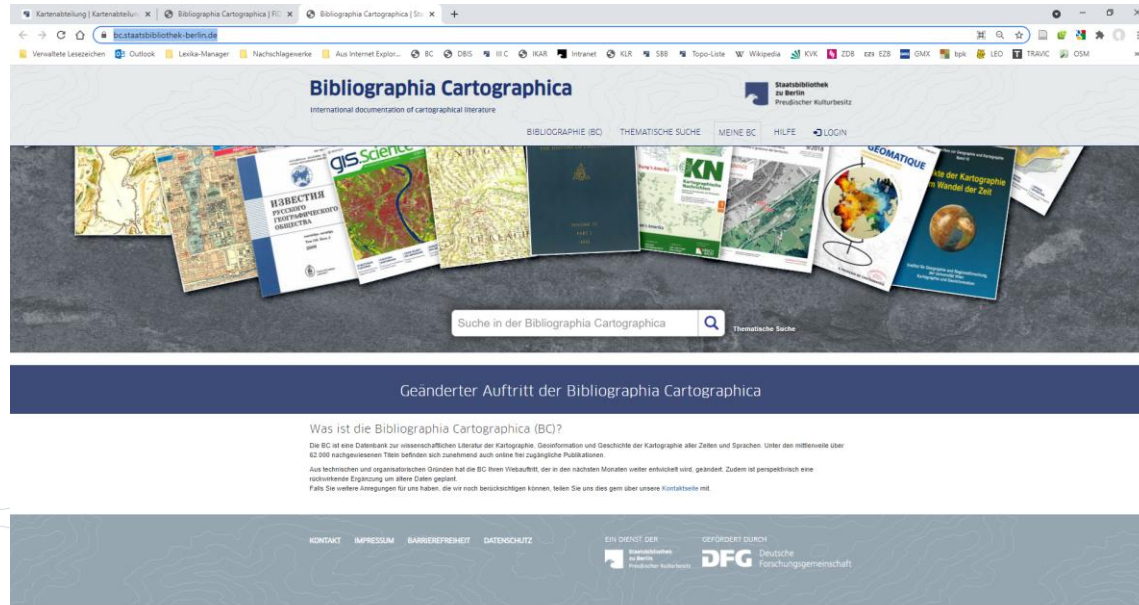 Kartenabteilung | Kartenabteilun
Bibliographia Cartographica | FID
Bibliographia Cartographica | Sta
bc.staatsbibliothek-berlin.de
Verwaltete Lesezeichen Outlook Lexika-Manager Nachschlagewerke Aus Internet Explor... BC DBIS III C IKAR Intranet KLR SBB Topo-Liste Wikipedia KVK ZDB EZB GMX bpk LEO TRAVIC OSM
Bibliographia Cartographica
International documentation of cartographical literature
Staatsbibliothek
zu Berlin
Preußischer Kulturbesitz
BIBLIOGRAPHIE (BC) THEMATISCHE SUCHE MEINE BC HILFE LOGIN
ИЗВЕСТИЯ
РУССКОГО
ГЕОГРАФИЧЕСКОГО
ОБЩЕСТВА
gis.Science
KN
Kartographische
Nachrichten
GEOMATIQUE
kte der Kartographie
m Wandel der Zeit
Suche in der Bibliographia Cartographica
Thematische Suche
Geänderter Auftritt der Bibliographia Cartographica
Was ist die Bibliographia Cartographica (BC)?
Die BC ist eine Datenbank zur wissenschaftlichen Literatur der Kartographie, Geoinformation und Geschichte der Kartographie aller Zeiten und Sprachen. Unter den mittlerweile über
62 000 nachgewiesenen Titeln befinden sich zunehmend auch online frei zugängliche Publikationen.
Aus technischen und organisatorischen Gründen hat die BC Ihren Webauftritt, der in den nächsten Monaten weiter entwickelt wird, geändert. Zudem ist perspektivisch eine
rückwirkende Ergänzung um ältere Daten geplant.
Falls Sie weitere Anregungen für uns haben, die wir noch berücksichtigen können, teilen Sie uns dies gern über unsere Kontaktseite mit.
KONTAKT IMPRESSUM BARRIEREFREIHEIT DATENSCHUTZ
EIN DIENST DER
Staatsbibliothek
zu Berlin
Preußischer Kulturbesitz
GEFÖRDERT DURCH
DFG Deutsche
Forschungsgemeinschaft